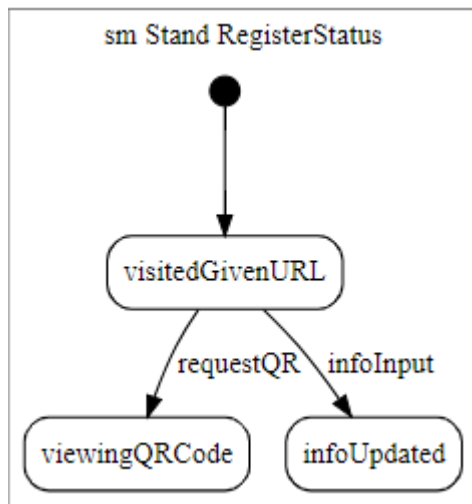 sm Stand RegisterStatus
visitedGivenURL
requestQR
infoInput
viewingQRCode
infoUpdated